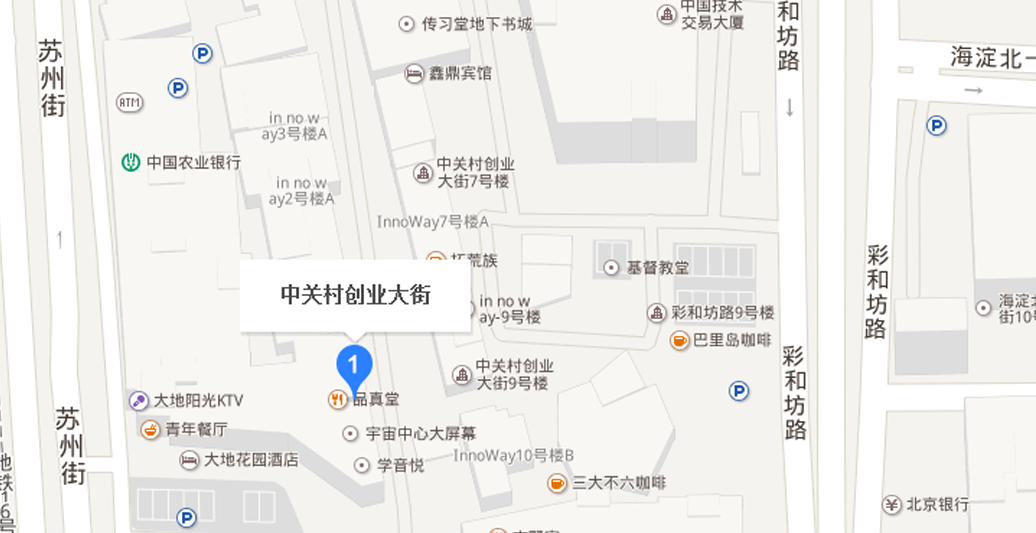 中国技术
交易大厦
传习堂地下书城
彩和坊路
苏州街
P
海淀北一
鑫鼎宾馆
P
ATM
in no w
ay3号楼A
P
中国农业银行
中关村创业
大街7号楼
in no w
ay2号楼A
InnoWay7号楼A
拓荒族
基督教堂
中关村创业大街
in no w
ay-9号楼
彩和坊路9号楼
彩和坊路
海淀北
街10号
巴里岛咖啡
1
中关村创业
大街9号楼
彩和坊路
P
大地阳光KTV
品真堂
苏州街
青年餐厅
宇宙中心大屏幕
大地花园酒店
学音悦
InnoWay10号楼B
地铁16号
三大不六咖啡
¥
北京银行
P